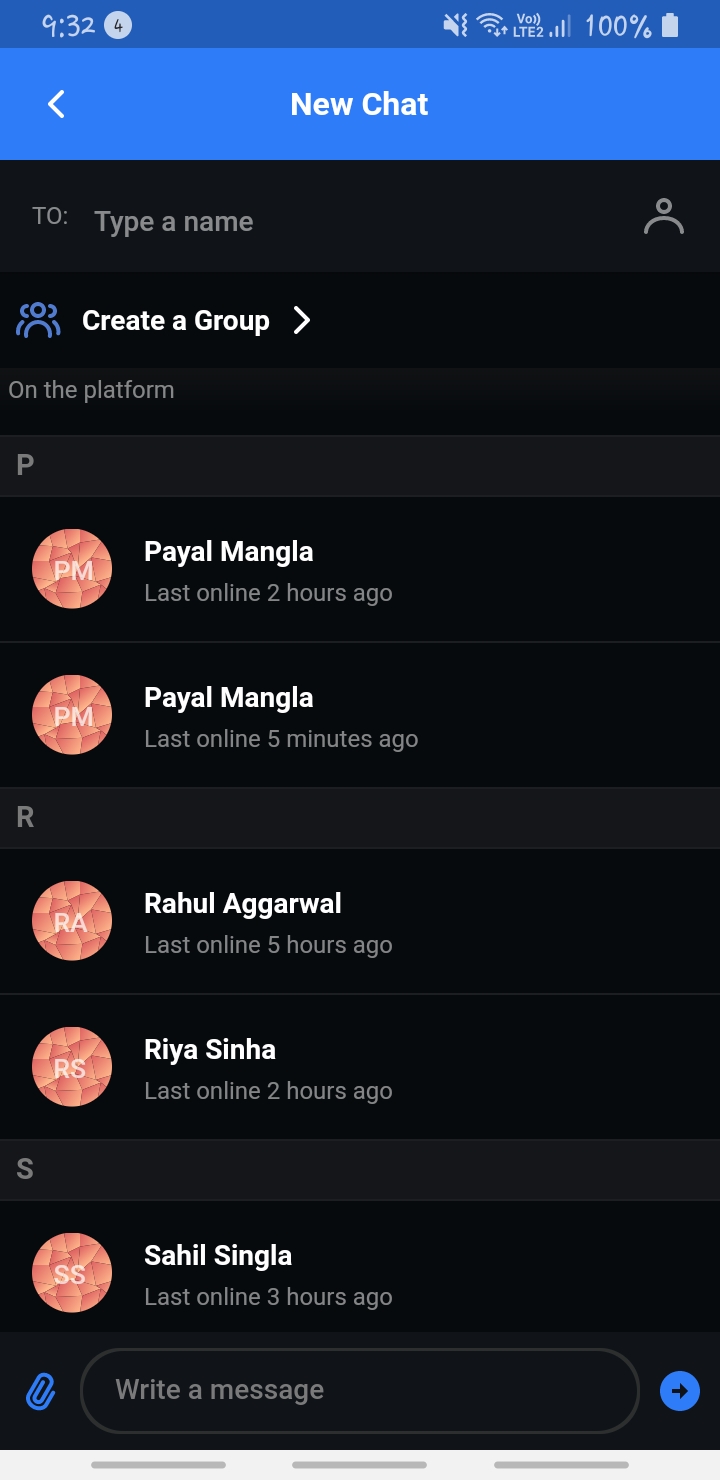 9:32 4 Vo)) LTE2 100%
New Chat
TO: Type a name
Create a Group
On the platform
P
PM Payal Mangla
Last online 2 hours ago
PM Payal Mangla
Last online 5 minutes ago
R
RA Rahul Aggarwal
Last online 5 hours ago
RS Riya Sinha
Last online 2 hours ago
S
SS Sahil Singla
Last online 3 hours ago
Write a message